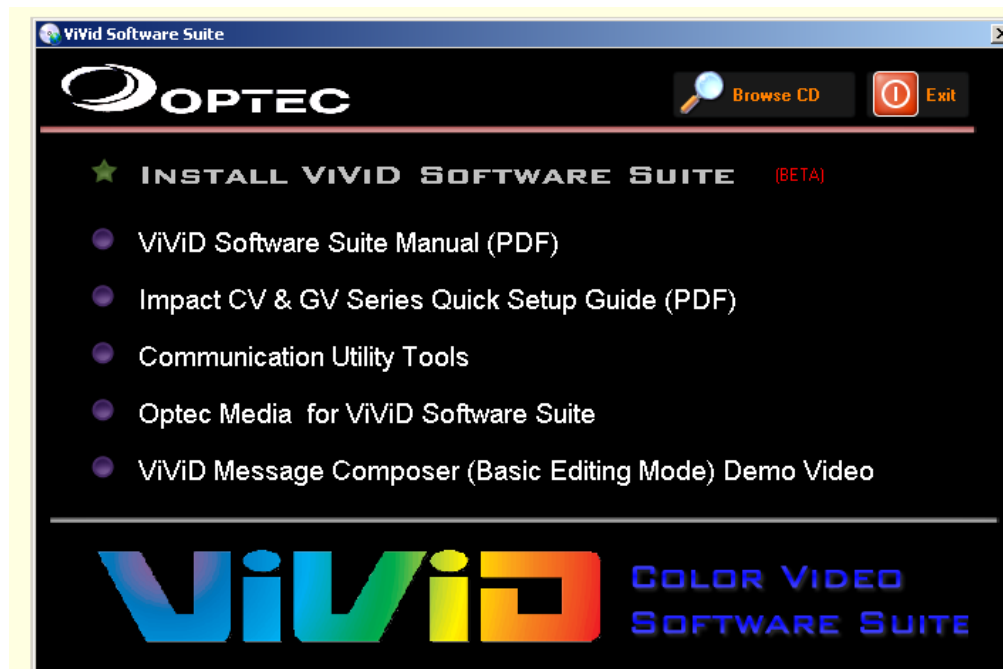 ViVid Software Suite
OPTEC
Browse CD
Exit
INSTALL ViViD SOFTWARE SUITE (BETA)
ViViD Software Suite Manual (PDF)
Impact CV & GV Series Quick Setup Guide (PDF)
Communication Utility Tools
Optec Media for ViViD Software Suite
ViViD Message Composer (Basic Editing Mode) Demo Video
ViViD
COLOR VIDEO
SOFTWARE SUITE